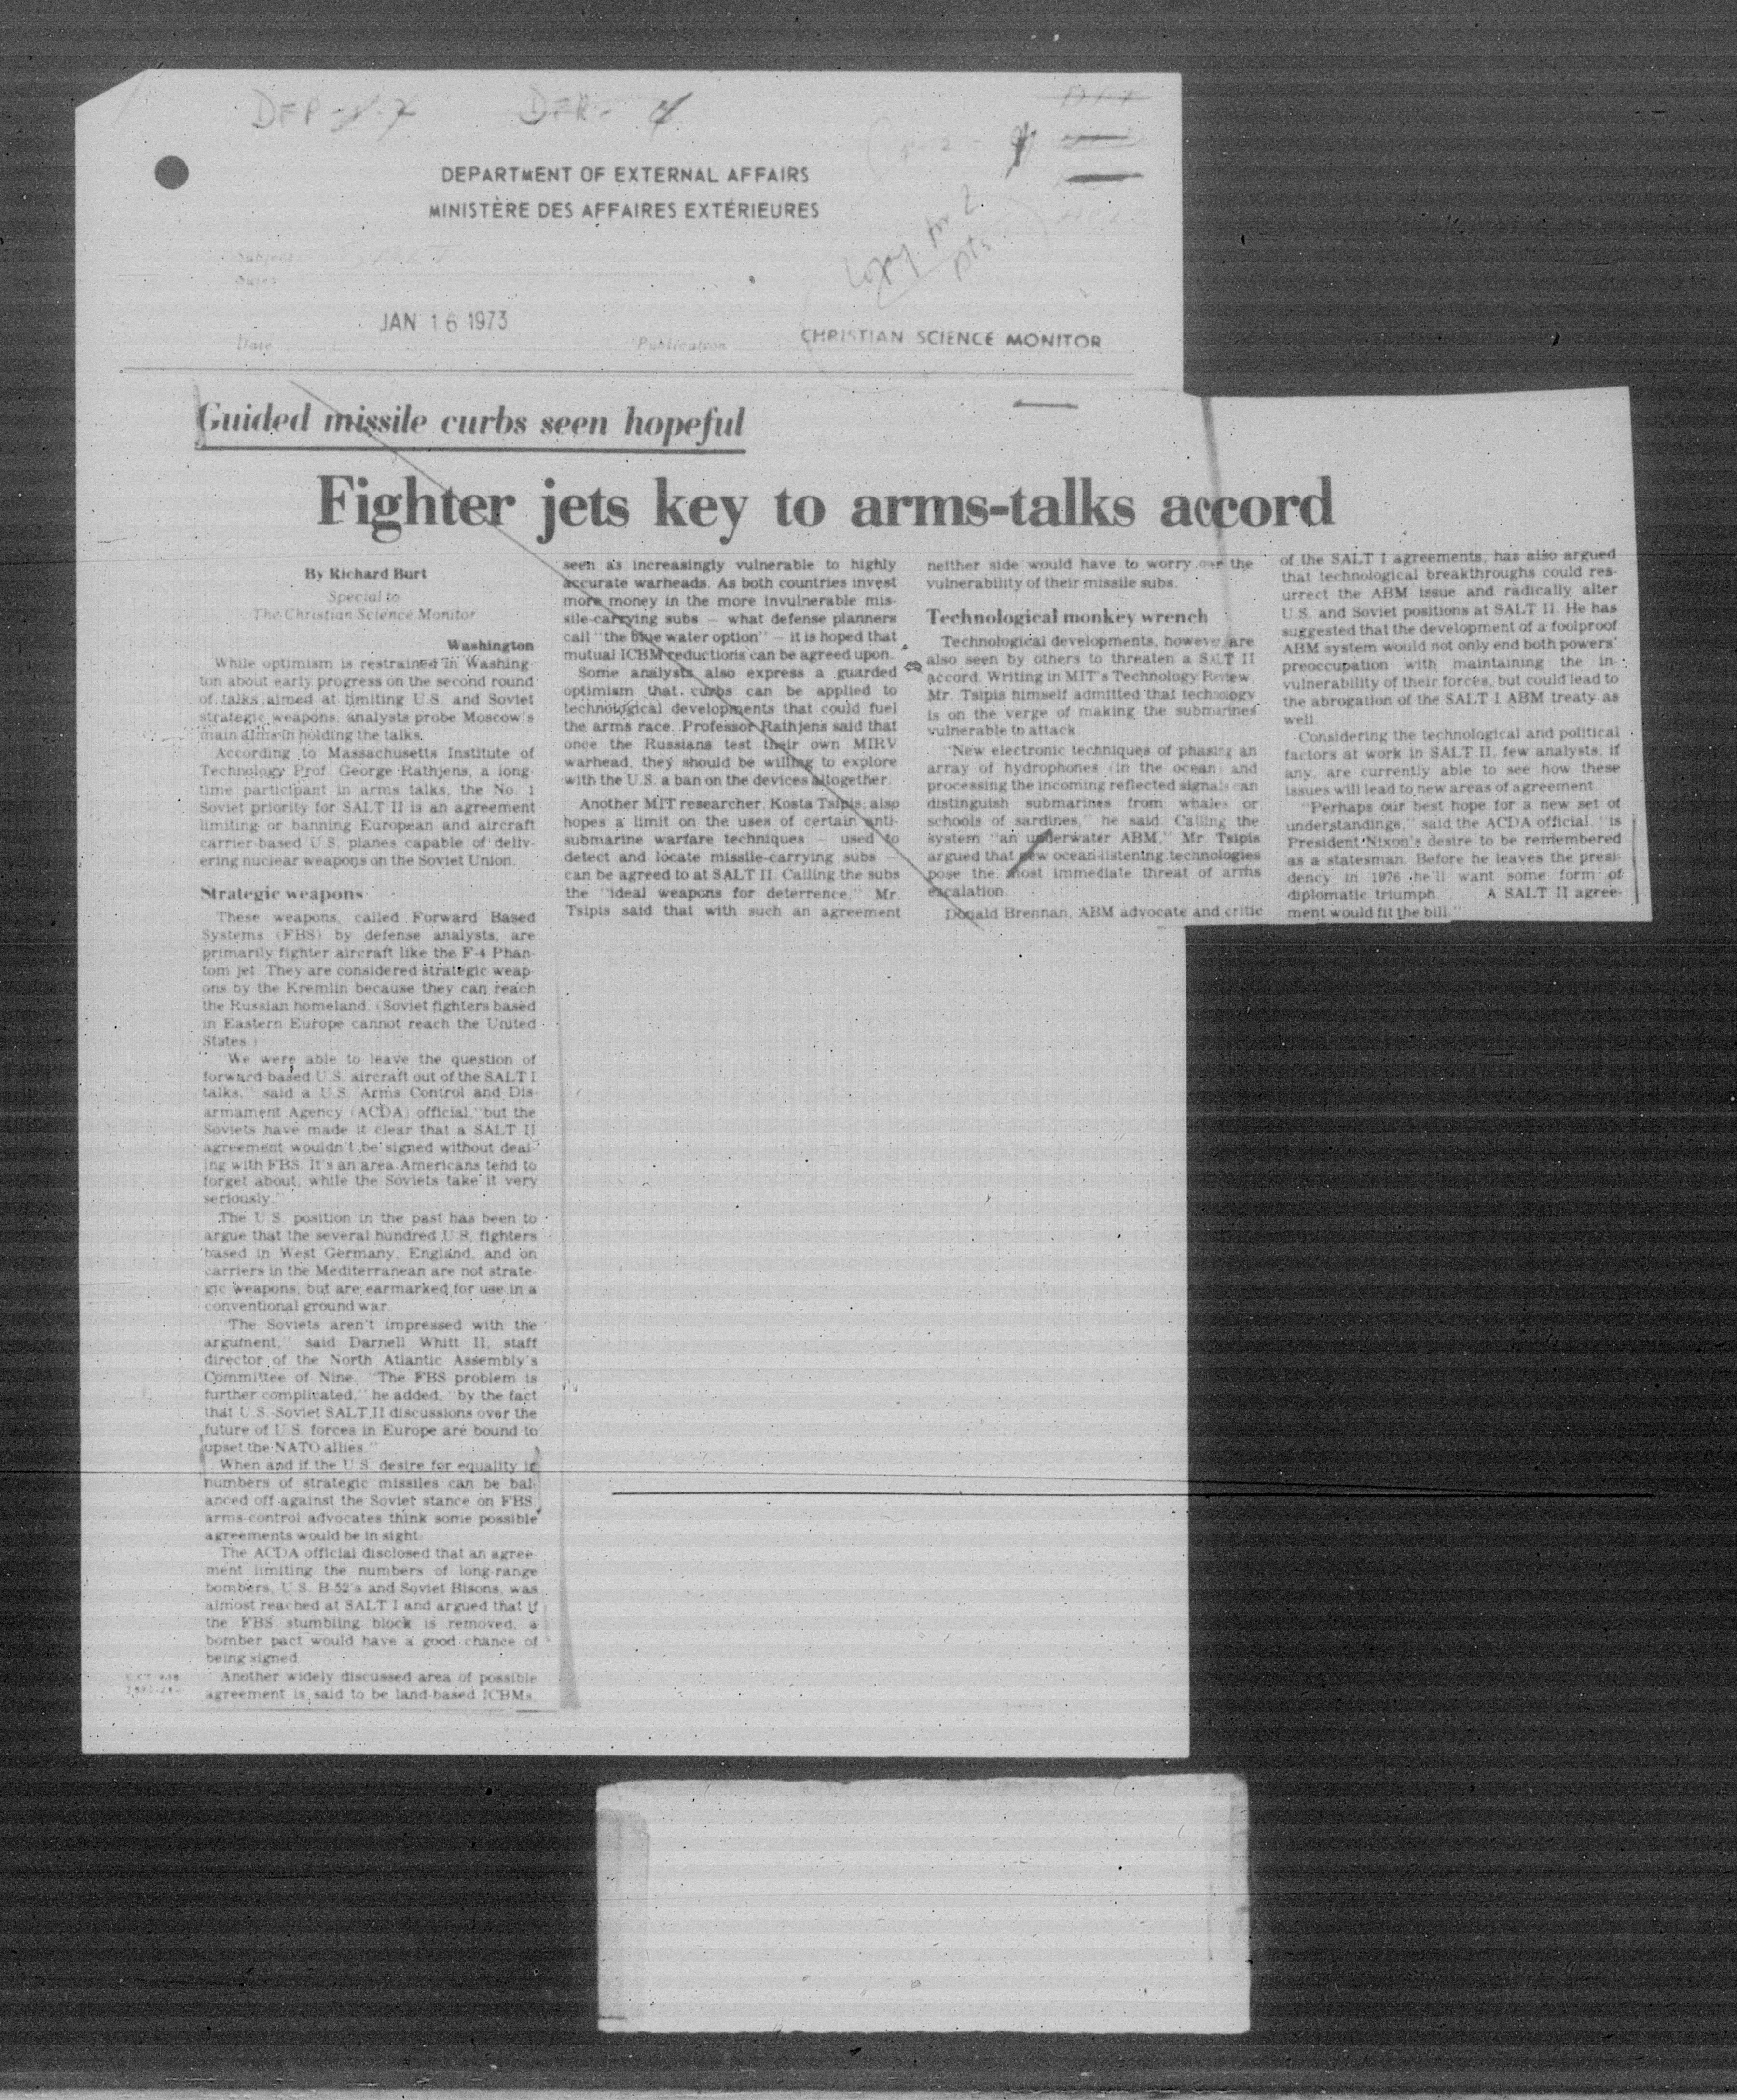 DFP
DFR-
DEPARTMENT OF EXTERNAL AFFAIRS
MINISTÈRE DES AFFAIRES EXTÉRIEURES
Subject SALT
Sujet
copy for 2
pts
ACLC
JAN 16 1973
Date
Publication CHRISTIAN SCIENCE MONITOR
Guided missile curbs seen hopeful
Fighter jets key to arms-talks accord
By Richard Burt
Special to
The Christian Science Monitor
Washington
While optimism is restrained in Washing-
ton about early progress on the second round
of talks aimed at limiting U.S. and Soviet
strategic weapons, analysts probe Moscow's
main aims in holding the talks.
According to Massachusetts Institute of
Technology Prof. George Rathjens, a long-
time participant in arms talks, the No. 1
Soviet priority for SALT II is an agreement
limiting or banning European and aircraft
carrier-based U.S. planes capable of deliv-
ering nuclear weapons on the Soviet Union.
Strategic weapons
These weapons, called Forward Based
Systems (FBS) by defense analysts, are
primarily fighter aircraft like the F-4 Phan-
tom jet. They are considered strategic weap-
ons by the Kremlin because they can reach
the Russian homeland. (Soviet fighters based
in Eastern Europe cannot reach the United
States.)
"We were able to leave the question of
forward-based U.S. aircraft out of the SALT I
talks," said a U.S. Arms Control and Dis-
armament Agency (ACDA) official, "but the
Soviets have made it clear that a SALT II
agreement wouldn't be signed without deal-
ing with FBS. It's an area Americans tend to
forget about, while the Soviets take it very
seriously."
The U.S. position in the past has been to
argue that the several hundred U.S. fighters
based in West Germany, England, and on
carriers in the Mediterranean are not strate-
gic weapons, but are earmarked for use in a
conventional ground war.
"The Soviets aren't impressed with the
argument," said Darnell Whitt II, staff
director of the North Atlantic Assembly's
Committee of Nine. "The FBS problem is
further complicated," he added, "by the fact
that U.S.-Soviet SALT II discussions over the
future of U.S. forces in Europe are bound to
upset the NATO allies."
When and if the U.S. desire for equality in
numbers of strategic missiles can be bal-
anced off against the Soviet stance on FBS,
arms-control advocates think some possible
agreements would be in sight.
The ACDA official disclosed that an agree-
ment limiting the numbers of long-range
bombers, U.S. B-52's and Soviet Bisons, was
almost reached at SALT I and argued that if
the FBS stumbling block is removed, a
bomber pact would have a good chance of
being signed.
Another widely discussed area of possible
agreement is said to be land-based ICBMs,
seen as increasingly vulnerable to highly
accurate warheads. As both countries invest
more money in the more invulnerable mis-
sile-carrying subs — what defense planners
call "the blue water option" — it is hoped that
mutual ICBM reductions can be agreed upon.
Some analysts also express a guarded
optimism that curbs can be applied to
technological developments that could fuel
the arms race. Professor Rathjens said that
once the Russians test their own MIRV
warhead, they should be willing to explore
with the U.S. a ban on the devices altogether.
Another MIT researcher, Kosta Tsipis, also
hopes a limit on the uses of certain anti-
submarine warfare techniques — used to
detect and locate missile-carrying subs —
can be agreed to at SALT II. Calling the subs
the "ideal weapons for deterrence," Mr.
Tsipis said that with such an agreement
neither side would have to worry over the
vulnerability of their missile subs.
Technological monkey wrench
Technological developments, however, are
also seen by others to threaten a SALT II
accord. Writing in MIT's Technology Review,
Mr. Tsipis himself admitted that technology
is on the verge of making the submarines
vulnerable to attack.
"New electronic techniques of phasing an
array of hydrophones (in the ocean) and
processing the incoming reflected signals can
distinguish submarines from whales or
schools of sardines," he said. Calling the
system "an underwater ABM," Mr. Tsipis
argued that new ocean-listening technologies
pose the most immediate threat of arms
escalation.
Donald Brennan, ABM advocate and critic
of the SALT I agreements, has also argued
that technological breakthroughs could res-
urrect the ABM issue and radically alter
U.S. and Soviet positions at SALT II. He has
suggested that the development of a foolproof
ABM system would not only end both powers'
preoccupation with maintaining the in-
vulnerability of their forces, but could lead to
the abrogation of the SALT I ABM treaty as
well.
Considering the technological and political
factors at work in SALT II, few analysts, if
any, are currently able to see how these
issues will lead to new areas of agreement.
"Perhaps our best hope for a new set of
understandings," said the ACDA official, "is
President Nixon's desire to be remembered
as a statesman. Before he leaves the presi-
dency in 1976 he'll want some form of
diplomatic triumph. . . . A SALT II agree-
ment would fit the bill."